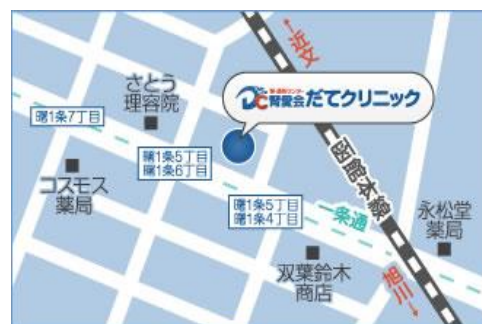 ←近文
さとう
理容院
腎愛会だてクリニック
曙1条7丁目
函館本線
曙1条5丁目
曙1条6丁目
コスモス
薬局
曙1条5丁目
曙1条4丁目
一条通
永松堂
薬局
双葉鈴木
商店
旭川→